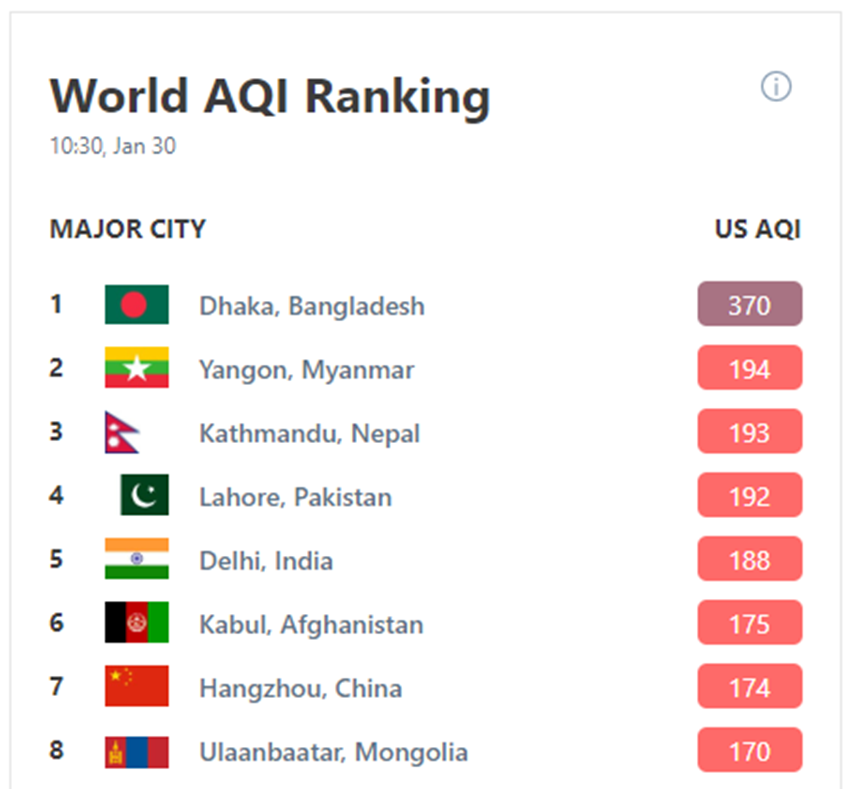 World AQI Ranking
10:30, Jan 30
MAJOR CITY US AQI
1 Dhaka, Bangladesh 370
2 Yangon, Myanmar 194
3 Kathmandu, Nepal 193
4 Lahore, Pakistan 192
5 Delhi, India 188
6 Kabul, Afghanistan 175
7 Hangzhou, China 174
8 Ulaanbaatar, Mongolia 170